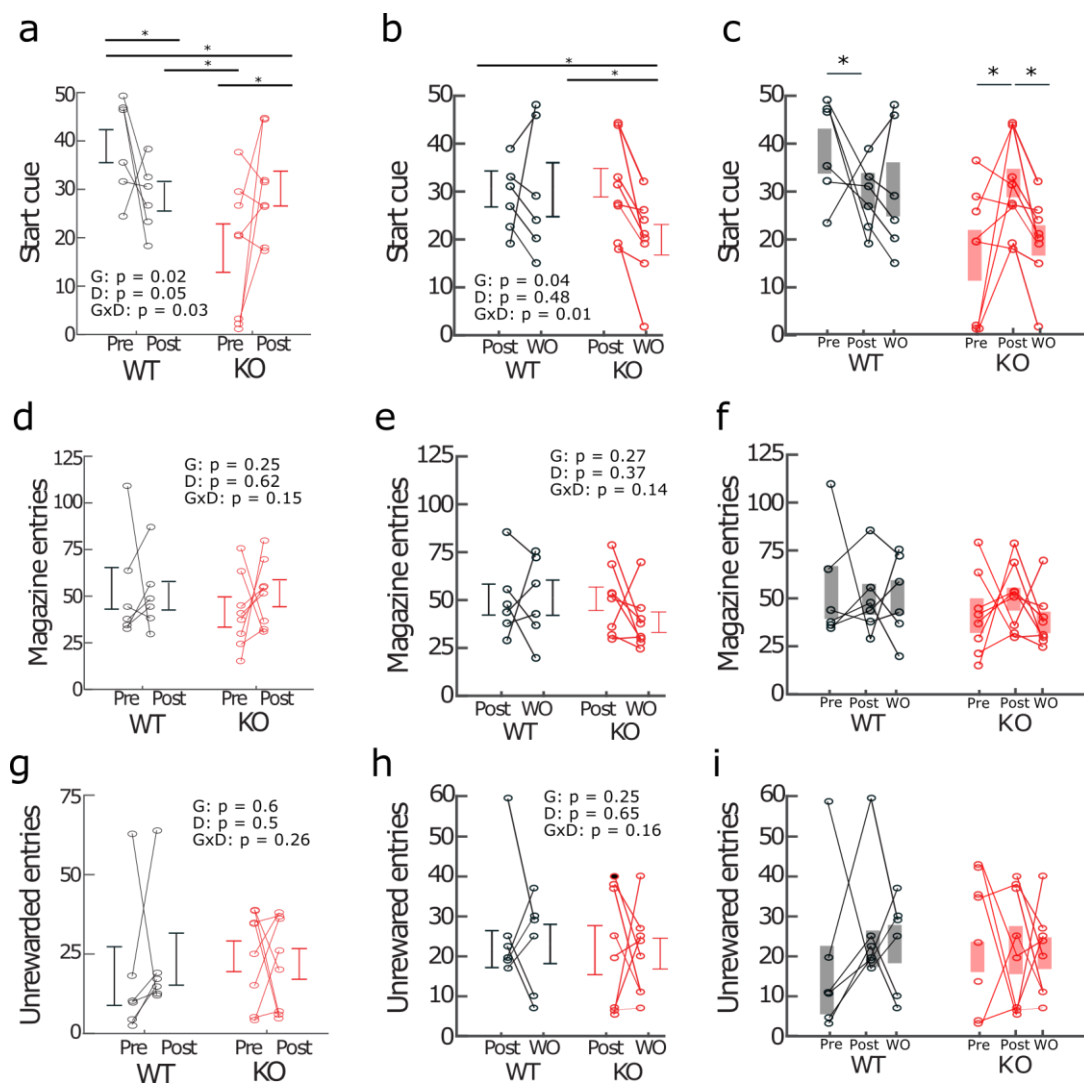 a
*
*
*
*
Start cue
50
40
30
20
10
0
G: p = 0.02
D: p = 0.05
GxD: p = 0.03
Pre Post
Pre Post
WT
KO
b
*
*
Start cue
50
40
30
20
10
0
G: p = 0.04
D: p = 0.48
GxD: p = 0.01
Post WO
Post WO
WT
KO
c
*
*
*
Start cue
50
40
30
20
10
0
Pre Post WO
Pre Post WO
WT
KO
d
Magazine entries
125
100
75
50
25
0
G: p = 0.25
D: p = 0.62
GxD: p = 0.15
Pre Post
Pre Post
WT
KO
e
Magazine entries
125
100
75
50
25
0
G: p = 0.27
D: p = 0.37
GxD: p = 0.14
Post WO
Post WO
WT
KO
f
Magazine entries
125
100
75
50
25
0
Pre Post WO
Pre Post WO
WT
KO
g
Unrewarded entries
75
50
25
0
G: p = 0.6
D: p = 0.5
GxD: p = 0.26
Pre Post
Pre Post
WT
KO
h
Unrewared entries
60
50
40
30
20
10
0
G: p = 0.25
D: p = 0.65
GxD: p = 0.16
Post WO
Post WO
WT
KO
i
Unrewarded entries
60
50
40
30
20
10
0
Pre Post WO
Pre Post WO
WT
KO